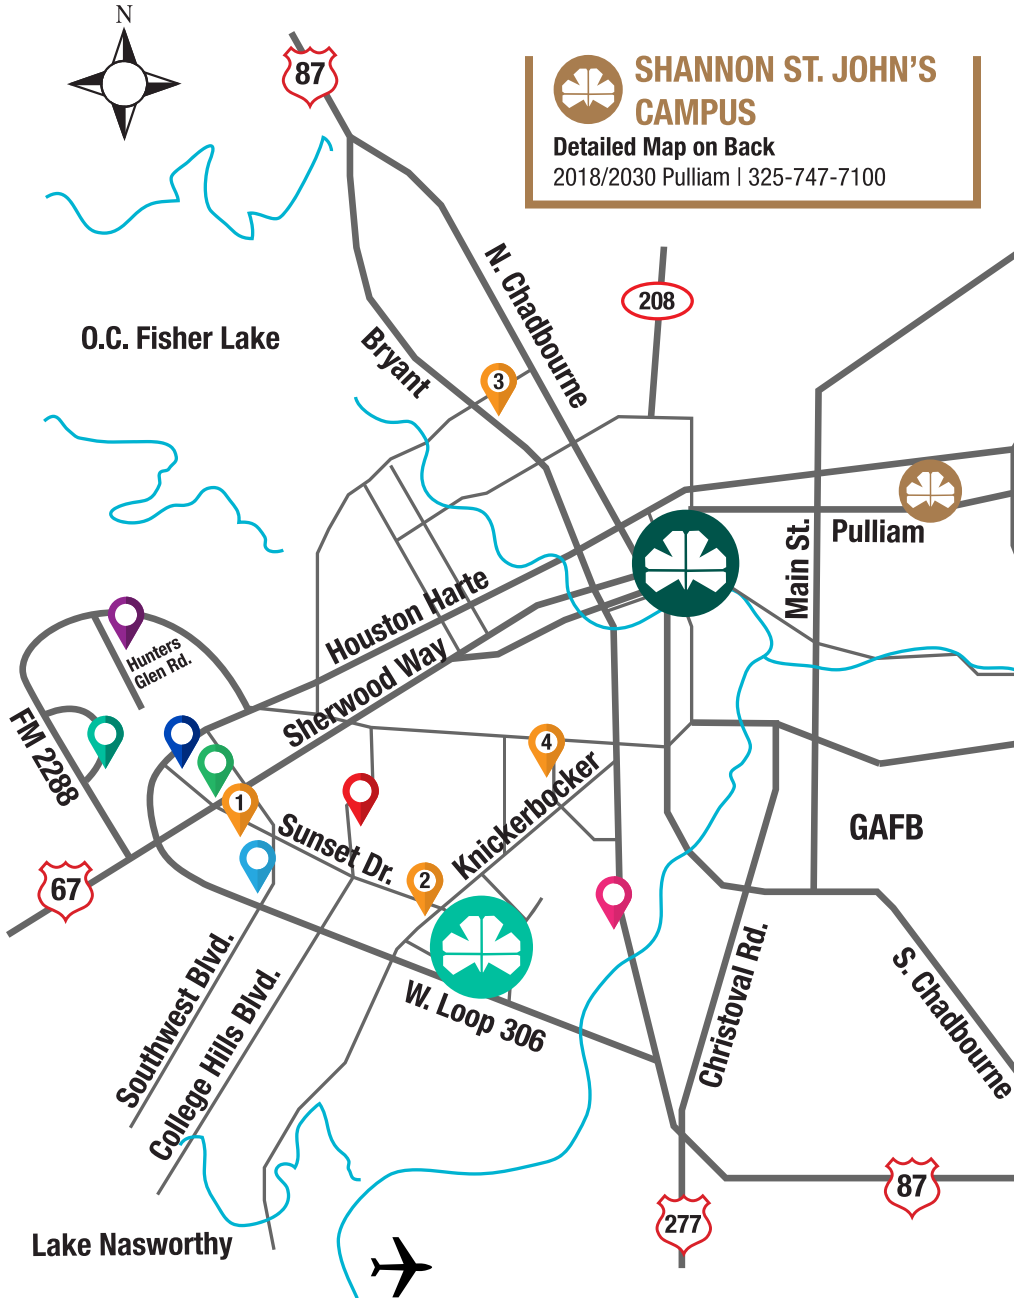 N
87
SHANNON ST. JOHN'S
CAMPUS
Detailed Map on Back
2018/2030 Pulliam | 325-747-7100
N. Chadbourne
208
O.C. Fisher Lake
Bryant
3
Main St.
Pulliam
Houston Harte
Hunters
Glen Rd.
Sherwood Way
FM 2288
4
1
Sunset Dr.
Knickerbocker
GAFB
67
2
Southwest Blvd.
College Hills Blvd.
W. Loop 306
Christoval Rd.
S. Chadbourne
87
277
Lake Nasworthy